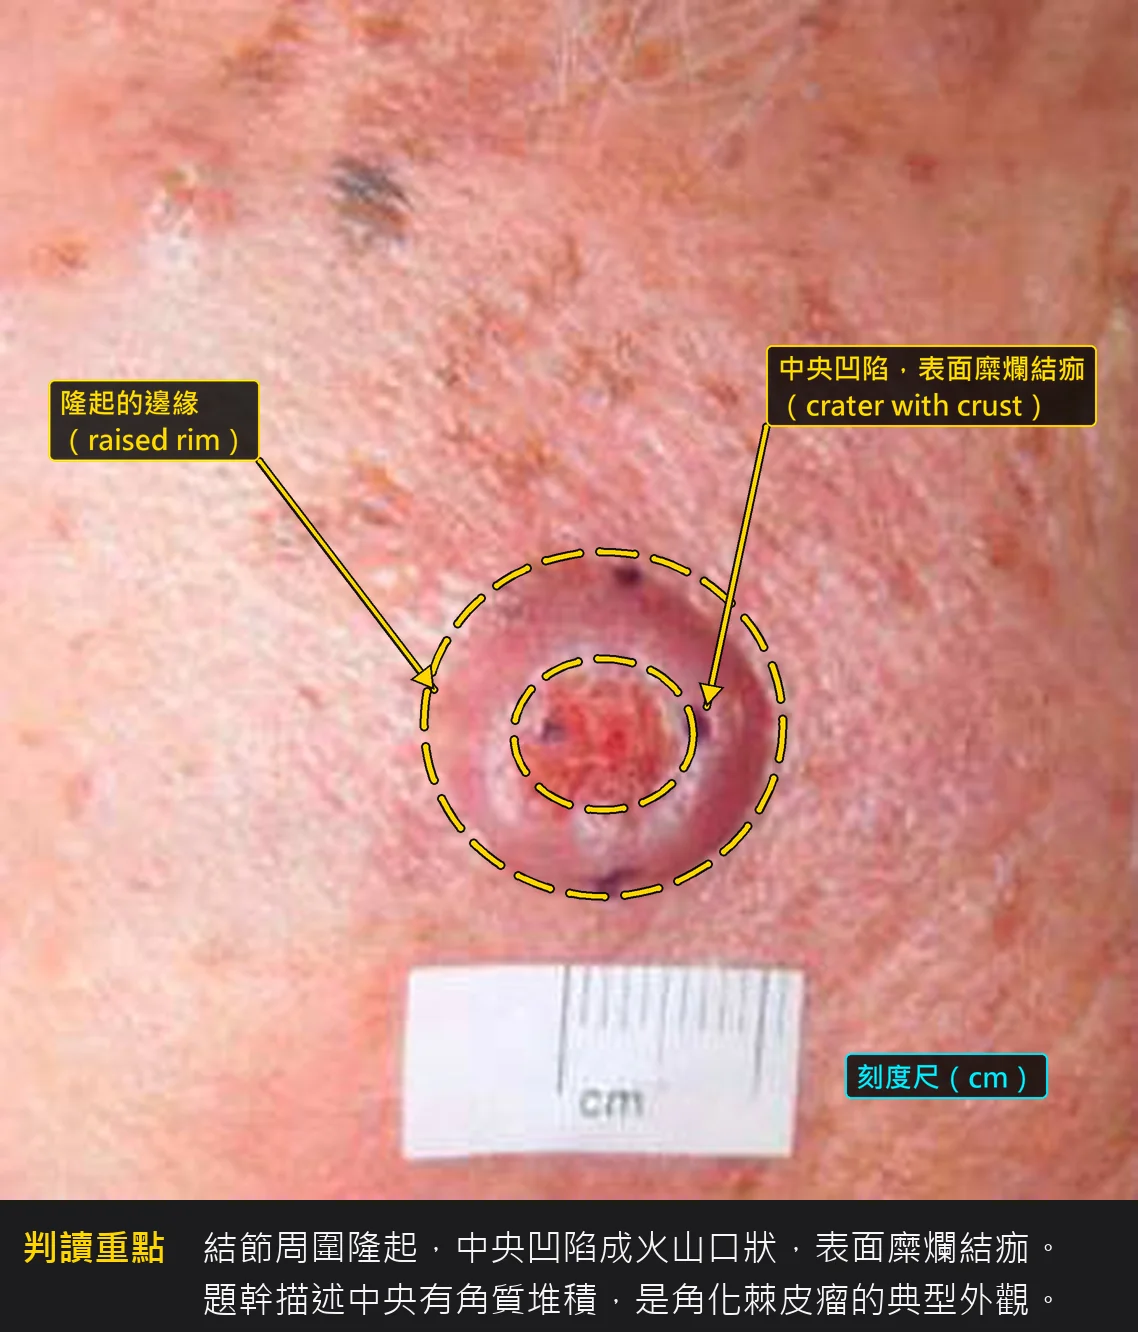 中央凹陷，表面糜爛結痂
（crater with crust）
隆起的邊緣
（raised rim）
cm
刻度尺（cm）
判讀重點 結節周圍隆起，中央凹陷成火山口狀，表面糜爛結痂。
題幹描述中央有角質堆積，是角化棘皮瘤的典型外觀。